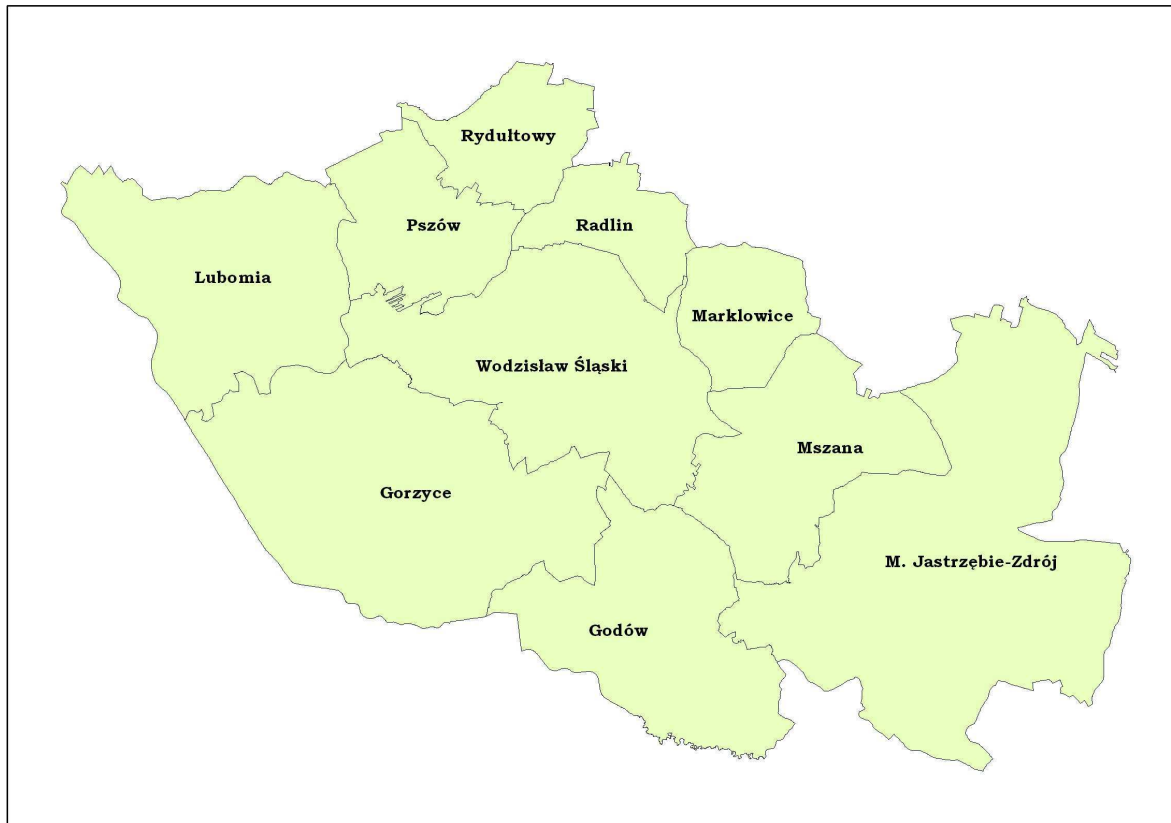 Rydułtowy
Pszów
Radlin
Lubomia
Marklowice
Wodzisław Śląski
Mszana
Gorzyce
M. Jastrzębie-Zdrój
Godów